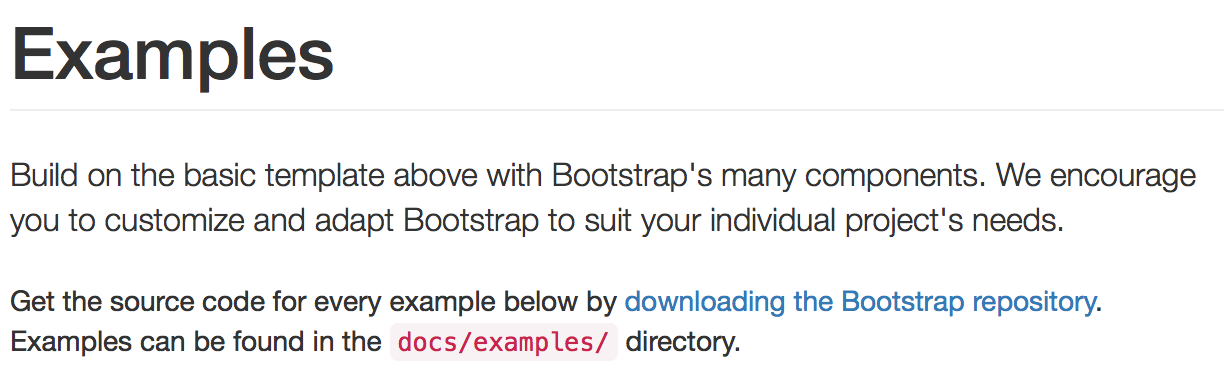 Examples
Build on the basic template above with Bootstrap's many components. We encourage
you to customize and adapt Bootstrap to suit your individual project's needs.
Get the source code for every example below by downloading the Bootstrap repository.
Examples can be found in the docs/examples/ directory.